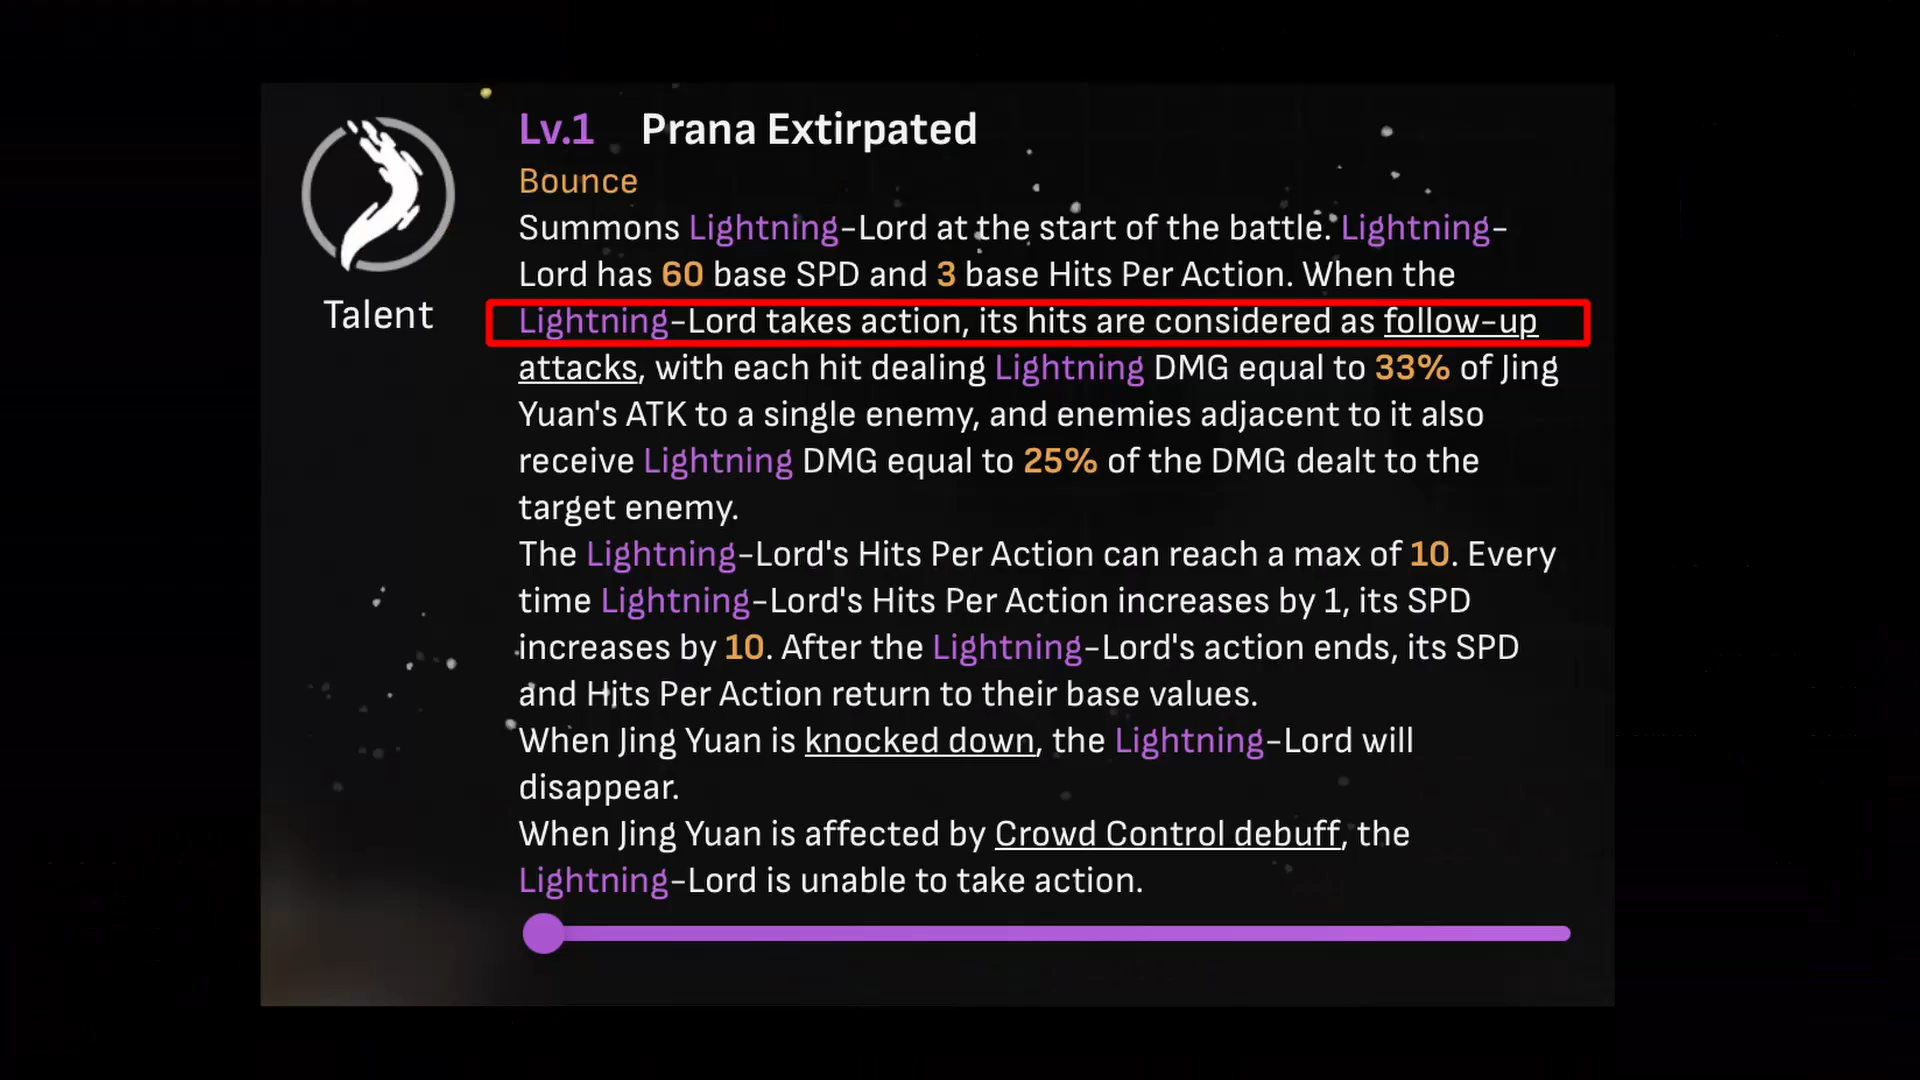 Lv.1 Prana Extirpated
Bounce
Summons Lightning-Lord at the start of the battle. Lightning-
Lord has 60 base SPD and 3 base Hits Per Action. When the
Lightning-Lord takes action, its hits are considered as follow-up
attacks, with each hit dealing Lightning DMG equal to 33% of Jing
Yuan's ATK to a single enemy, and enemies adjacent to it also
receive Lightning DMG equal to 25% of the DMG dealt to the
target enemy.
The Lightning-Lord's Hits Per Action can reach a max of 10. Every
time Lightning-Lord's Hits Per Action increases by 1, its SPD
increases by 10. After the Lightning-Lord's action ends, its SPD
and Hits Per Action return to their base values.
When Jing Yuan is knocked down, the Lightning-Lord will
disappear.
When Jing Yuan is affected by Crowd Control debuff, the
Lightning-Lord is unable to take action.
Talent